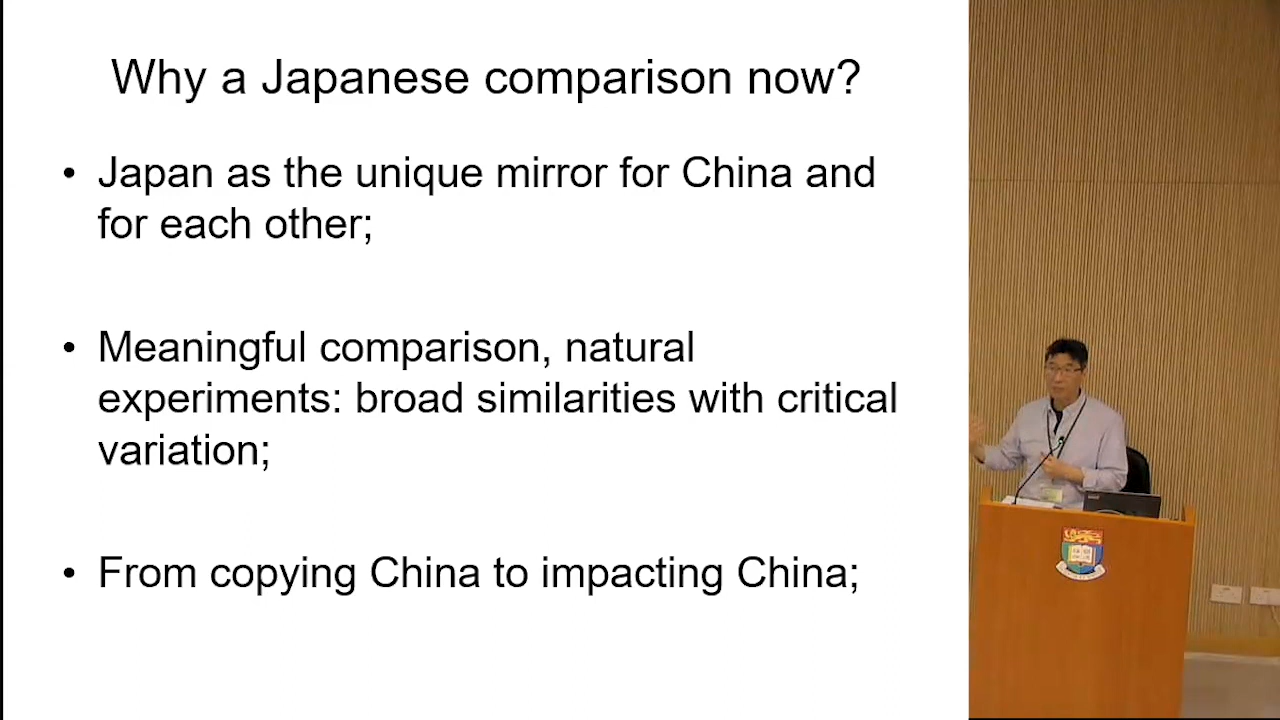 Why a Japanese comparison now?
• Japan as the unique mirror for China and
for each other;
• Meaningful comparison, natural
experiments: broad similarities with critical
variation;
• From copying China to impacting China;